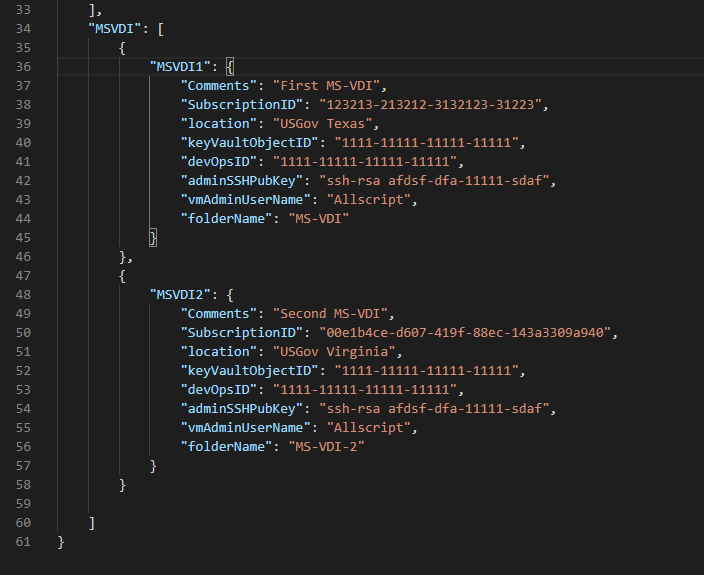 33 ],
34 "MSVDI": [
35 {
36 "MSVDI1": {
37 "Comments": "First MS-VDI",
38 "SubscriptionID": "123213-213212-3132123-31223",
39 "location": "USGov Texas",
40 "keyVaultObjectID": "1111-11111-11111-11111",
41 "devOpsID": "1111-11111-11111-11111",
42 "adminSSHPubKey": "ssh-rsa afdsf-dfa-11111-sdaf",
43 "vmAdminUserName": "Allscript",
44 "folderName": "MS-VDI"
45 }
46 },
47 {
48 "MSVDI2": {
49 "Comments": "Second MS-VDI",
50 "SubscriptionID": "00e1b4ce-d607-419f-88ec-143a3309a940",
51 "location": "USGov Virginia",
52 "keyVaultObjectID": "1111-11111-11111-11111",
53 "devOpsID": "1111-11111-11111-11111",
54 "adminSSHPubKey": "ssh-rsa afdsf-dfa-11111-sdaf",
55 "vmAdminUserName": "Allscript",
56 "folderName": "MS-VDI-2"
57 }
58 }
59
60 ]
61 }